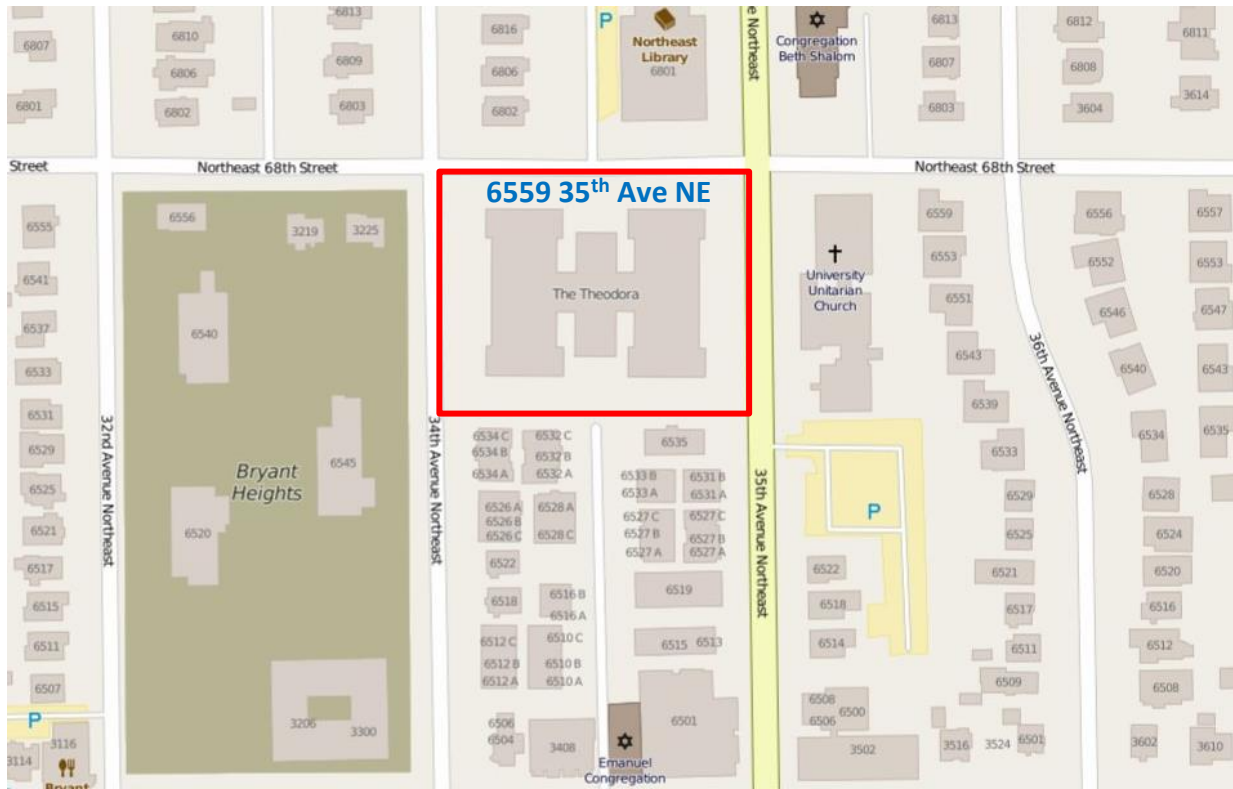 6813
6810
6816
P
Northeast
Library
6801
e Northeast
Congregation
Beth Shalom
6813
6812
6811
6807
6806
6809
6806
6807
6808
6801
6802
6803
6802
6803
3604
3614
Street
Northeast 68th Street
Northeast 68th Street
6559 35th Ave NE
6556
3219
3225
6555
6559
6556
6557
6541
6553
6552
6553
The Theodora
University
Unitarian
Church
6551
6546
6547
6537
6540
6533
6543
6540
6543
36th Avenue Northeast
6531
6539
6529
6534 C
6534 B
6534 A
6532 C
6532 B
6532 A
6535
6533
6534
6535
32nd Avenue Northeast
34th Avenue Northeast
35th Avenue Northeast
Bryant
Heights
6545
6533 B
6533 A
6531 B
6531 A
6525
6526 A
6526 B
6526 C
6528 A
6528 C
6527 C
6527 B
6527 A
6527 C
6527 B
6527 A
P
6529
6528
6521
6520
6525
6524
6517
6522
6519
6522
6521
6520
6515
6518
6516 B
6516 A
6518
6517
6516
6511
6512 C
6512 B
6512 A
6510 C
6510 B
6510 A
6515
6513
6514
6511
6512
6507
6509
6508
P
3206
3300
6506
6504
3408
6501
6508
6506
6500
3502
3516
3524
6501
3602
3610
3116
3114
Bryant
Emanuel
Congregation